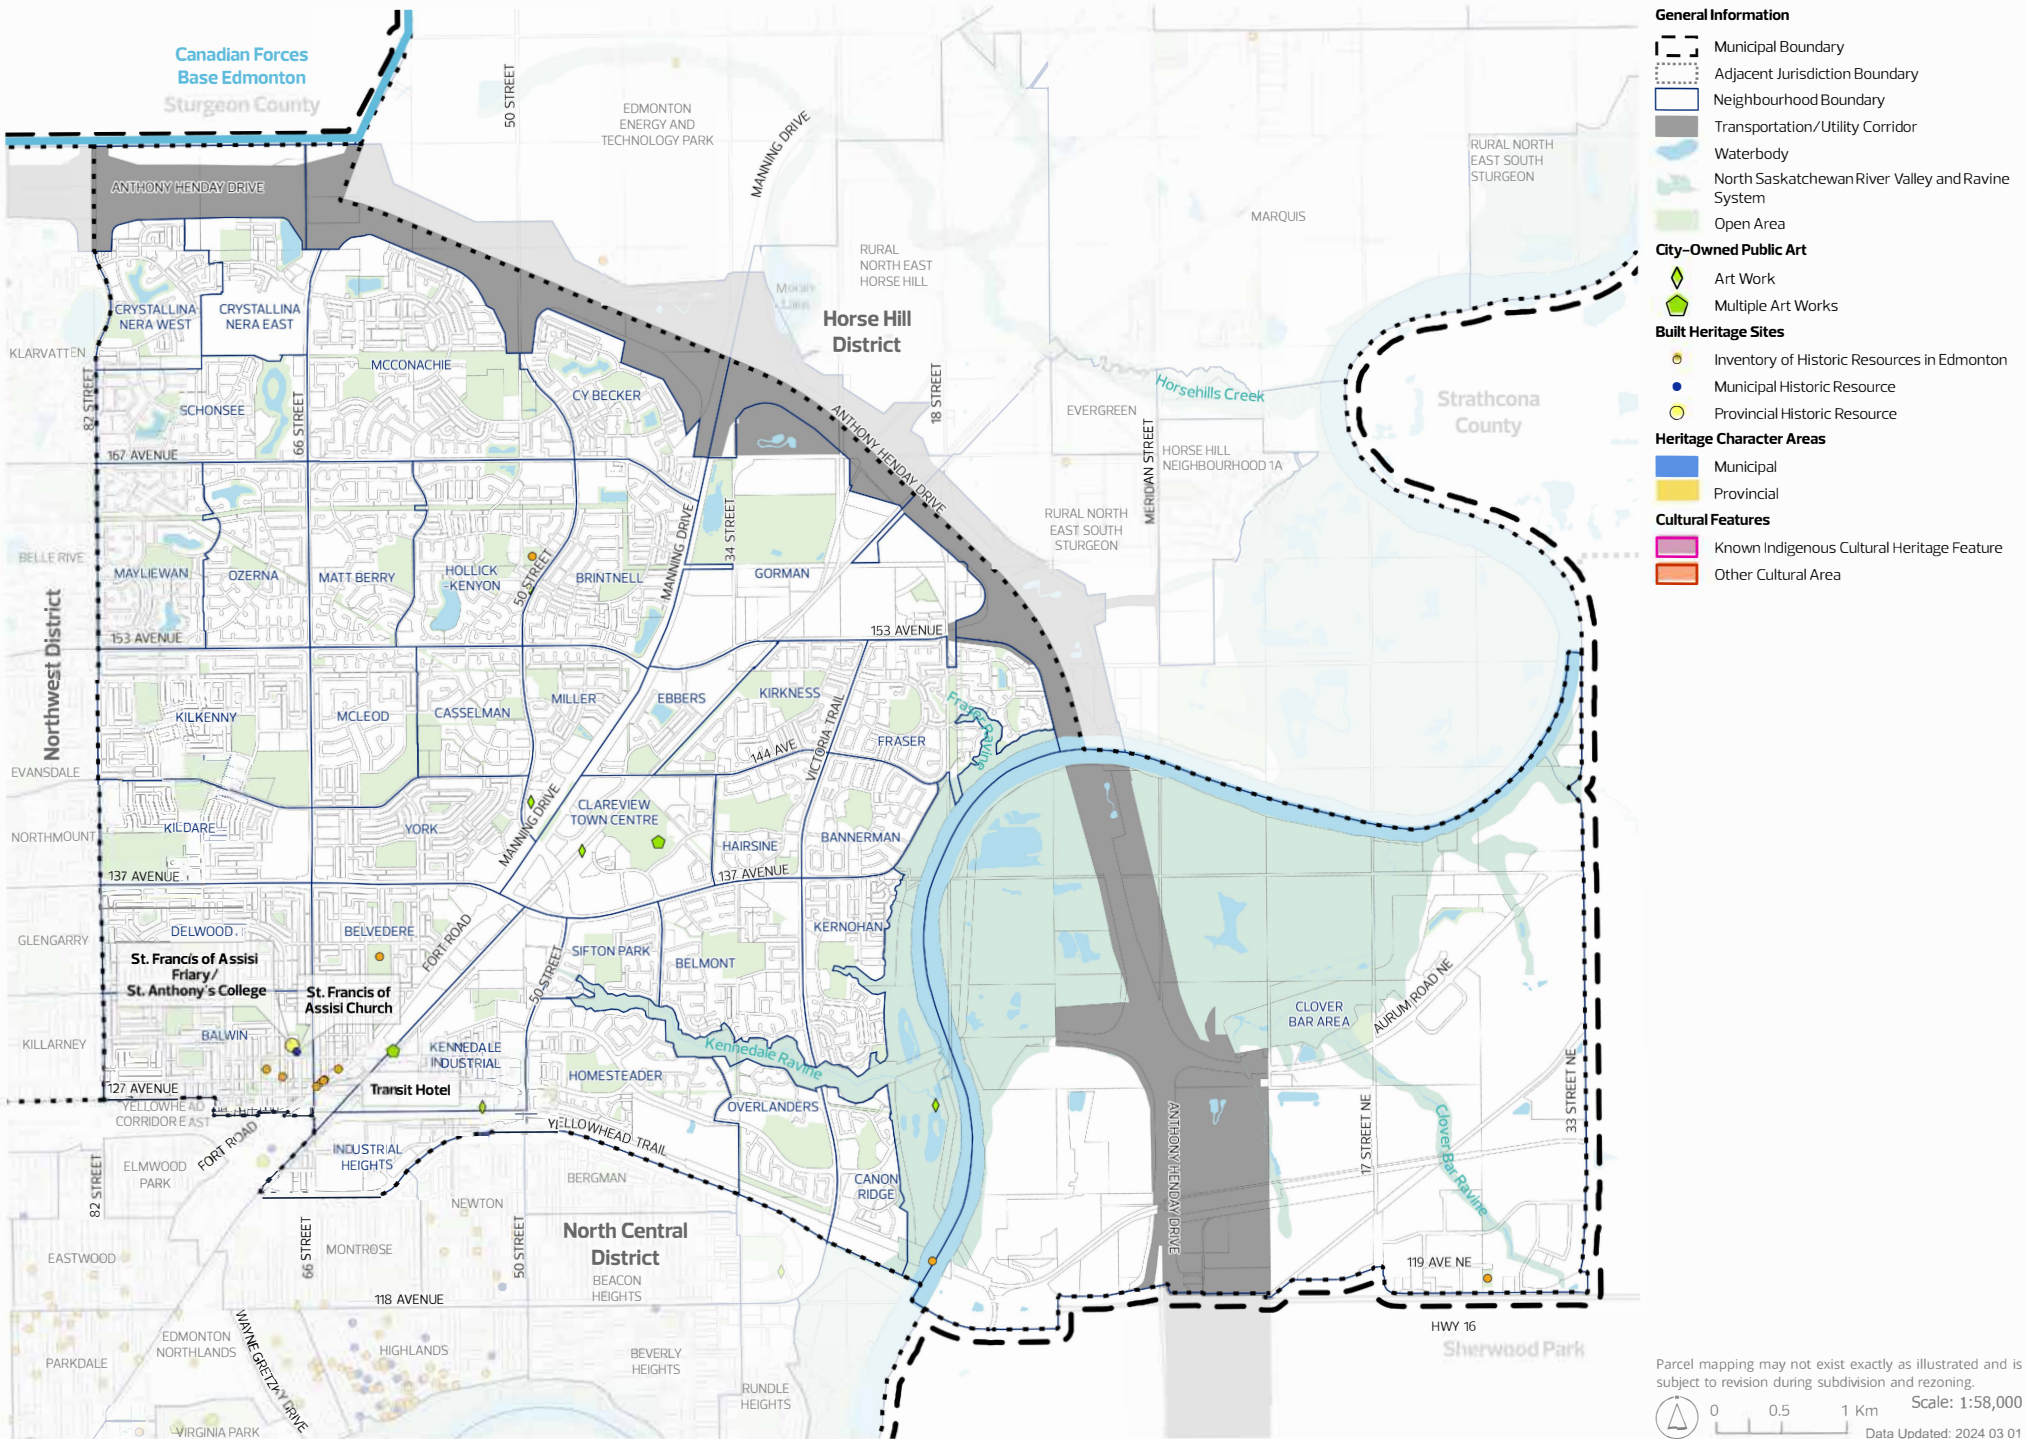 Canadian Forces
Base Edmonton
Sturgeon County
50 STREET
EDMONTON
ENERGY AND
TECHNOLOGY PARK
MANNING DRIVE
RURAL NORTH
EAST SOUTH
STURGEON
ANTHONY HENDAY DRIVE
MARQUIS
RURAL
NORTH EAST
HORSE HILL
Horse Hill
District
CRYSTALLINA
NERA WEST
CRYSTALLINA
NERA EAST
KLARVATTEN
MCCONACHIE
CY BECKER
82 STREET
SCHONSEE
66 STREET
18 STREET
ANTHONY HENDAY DRIVE
EVERGREEN
Horsehills Creek
Strathcona
County
MERIDIAN STREET
HORSE HILL
NEIGHBOURHOOD 1A
167 AVENUE
RURAL NORTH
EAST SOUTH
STURGEON
BELLE RIVE
MAYLIEWAN
OZERNA
MATT BERRY
HOLLICK
-KENYON
50 STREET
BRINTNELL
MANNING DRIVE
34 STREET
GORMAN
Northwest District
153 AVENUE
153 AVENUE
KILKENNY
MCLEOD
CASSELMAN
MILLER
EBBERS
KIRKNESS
VICTORIA TRAIL
FRASER
Fraser Ravine
144 AVE
EVANSDALE
NORTHMOUNT
KILDARE
YORK
MANNING DRIVE
CLAREVIEW
TOWN CENTRE
HAIRSINE
BANNERMAN
137 AVENUE
137 AVENUE
GLENGARRY
DELWOOD
BELVEDERE
FORT ROAD
50 STREET
SIFTON PARK
BELMONT
KERNOHAN
St. Francis of Assisi
Friary/
St. Anthony's College
St. Francis of
Assisi Church
KILLARNEY
BALWIN
KENNEDALE
INDUSTRIAL
Kennedale Ravine
HOMESTEADER
OVERLANDERS
CLOVER
BAR AREA
AURUM ROAD NE
127 AVENUE
Transit Hotel
YELLOWHEAD
CORRIDOR EAST
FORT ROAD
YELLOWHEAD TRAIL
INDUSTRIAL
HEIGHTS
ELMWOOD
PARK
82 STREET
BERGMAN
NEWTON
CANON
RIDGE
ANTHONY HENDAY DRIVE
17 STREET NE
Clover Bar Ravine
33 STREET NE
North Central
District
EASTWOOD
66 STREET
MONTROSE
50 STREET
BEACON
HEIGHTS
119 AVE NE
118 AVENUE
HWY 16
Sherwood Park
EDMONTON
NORTHLANDS
WAYNE GRETZKY DRIVE
HIGHLANDS
PARKDALE
BEVERLY
HEIGHTS
RUNDLE
HEIGHTS
VIRGINIA PARK
General Information
Municipal Boundary
Adjacent Jurisdiction Boundary
Neighbourhood Boundary
Transportation/Utility Corridor
Waterbody
North Saskatchewan River Valley and Ravine
System
Open Area
City-Owned Public Art
Art Work
Multiple Art Works
Built Heritage Sites
Inventory of Historic Resources in Edmonton
Municipal Historic Resource
Provincial Historic Resource
Heritage Character Areas
Municipal
Provincial
Cultural Features
Known Indigenous Cultural Heritage Feature
Other Cultural Area
Parcel mapping may not exist exactly as illustrated and is
subject to revision during subdivision and rezoning.
Scale: 1:58,000
0 0.5 1 Km
Data Updated: 2024 03 01